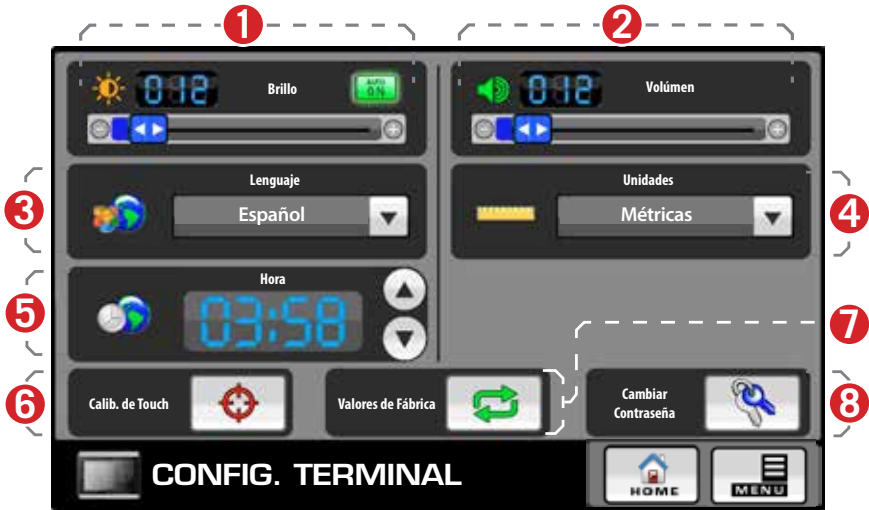 1
2
012
Brillo
AUTO
ON
012
Volúmen
3
Lenguaje
Español
Unidades
Métricas
4
5
Hora
03:58
7
6
Calib. de Touch
Valores de Fábrica
Cambiar
Contraseña
8
CONFIG. TERMINAL
HOME
MENU